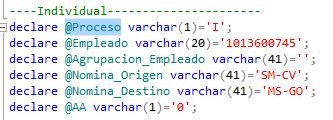 ----Individual--------------------
declare @Proceso varchar(1)='I';
declare @Empleado varchar(20)='1013600745';
declare @Agrupacion_Empleado varchar(41)='';
declare @Nomina_Origen varchar(41)='SM-CV';
declare @Nomina_Destino varchar(41)='MS-GO';
declare @AA varchar(1)='0';